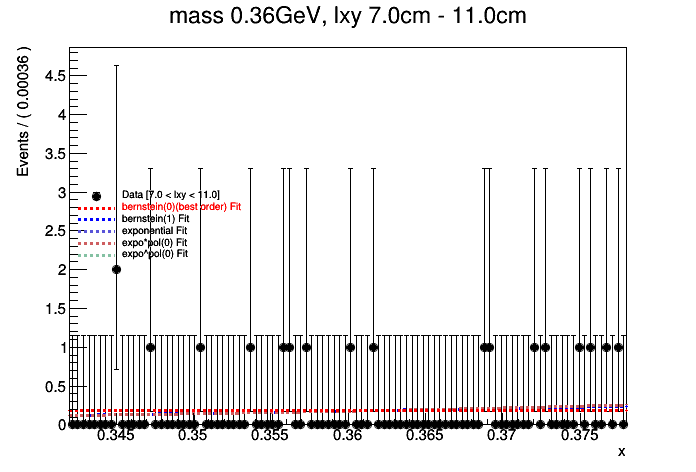 mass 0.36GeV, lxy 7.0cm - 11.0cm
Events / ( 0.00036 )
4.5
4
3.5
3
2.5
2
1.5
1
0.5
0
Data [7.0 < lxy < 11.0]
bernstein(0)(best order) Fit
bernstein(1) Fit
exponential Fit
expo*pol(0) Fit
expo^pol(0) Fit
0.345 0.35 0.355 0.36 0.365 0.37 0.375
x